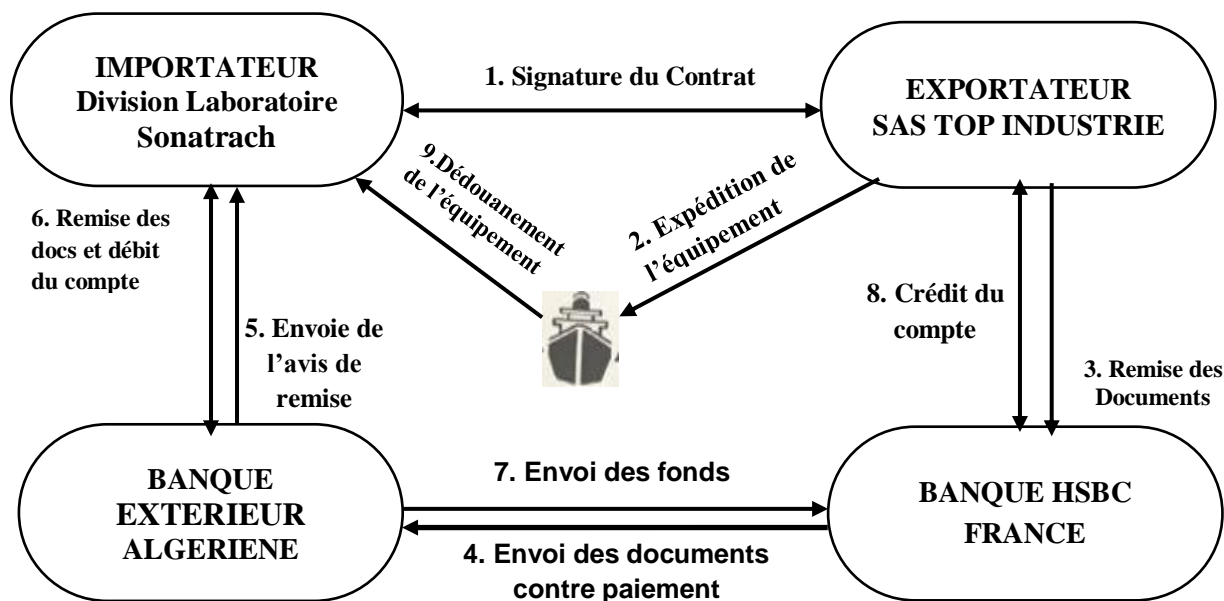 IMPORTATEUR
Division Laboratoire
Sonatrach
1. Signature du Contrat
EXPORTATEUR
SAS TOP INDUSTRIE
9.Dédouanement
de l'équipement
2. Expédition de
l'équipement
6. Remise des
docs et débit
du compte
5. Envoie de
l'avis de
remise
8. Crédit du
compte
3. Remise des
Documents
BANQUE
EXTERIEUR
ALGERIENE
7. Envoi des fonds
4. Envoi des documents
contre paiement
BANQUE HSBC
FRANCE